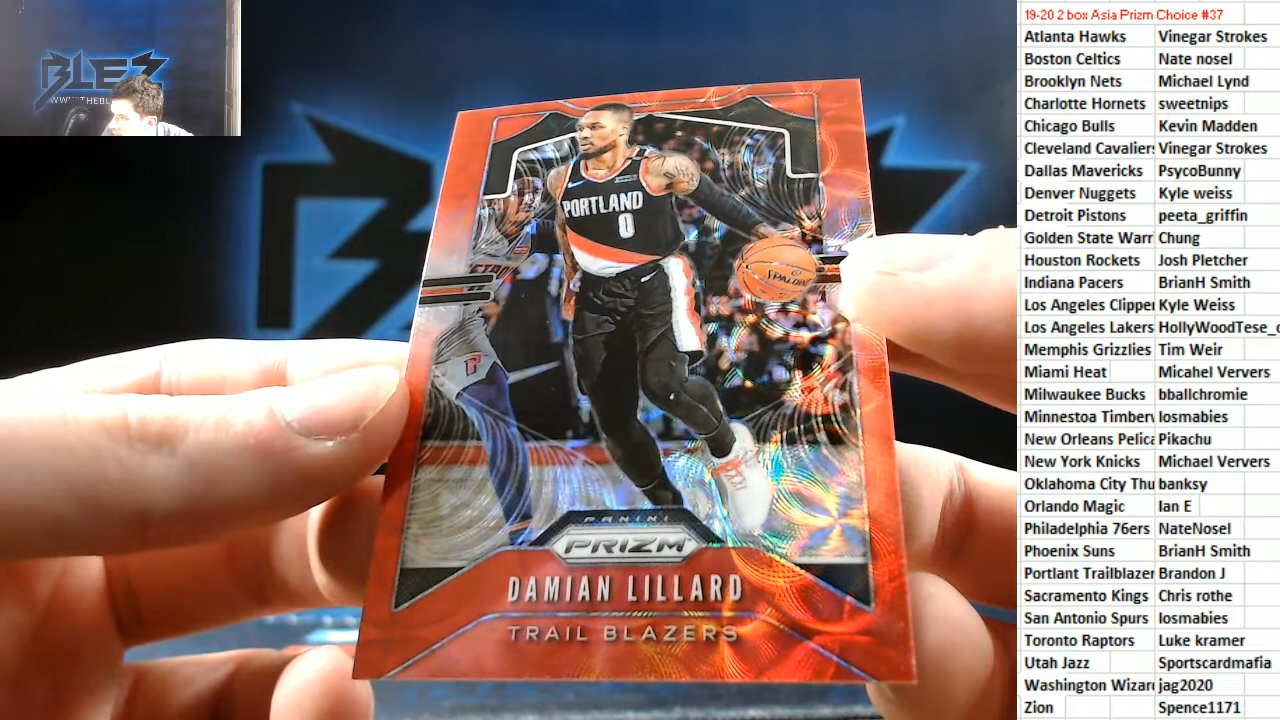 BLEZ
WWW.THEBL
PORTLAND
0
SPALDING
PANINI
PRIZM
DAMIAN LILLARD
TRAIL BLAZERS
19-20 2 box Asia Prizm Choice #37
Atlanta Hawks Vinegar Strokes
Boston Celtics Nate nosel
Brooklyn Nets Michael Lynd
Charlotte Hornets sweetnips
Chicago Bulls Kevin Madden
Cleveland Cavaliers Vinegar Strokes
Dallas Mavericks PsycoBunny
Denver Nuggets Kyle weiss
Detroit Pistons peeta_griffin
Golden State Warr Chung
Houston Rockets Josh Pletcher
Indiana Pacers BrianH Smith
Los Angeles Clipper Kyle Weiss
Los Angeles Lakers HollyWoodTese_
Memphis Grizzlies Tim Weir
Miami Heat Micahel Ververs
Milwaukee Bucks bballchromie
Minnestoa Timberv losmabies
New Orleans Pelica Pikachu
New York Knicks Michael Ververs
Oklahoma City Thu banksy
Orlando Magic Ian E
Philadelphia 76ers NateNosel
Phoenix Suns BrianH Smith
Portlant Trailblazer Brandon J
Sacramento Kings Chris rothe
San Antonio Spurs losmabies
Toronto Raptors Luke kramer
Utah Jazz Sportscardmafia
Washington Wizard jag2020
Zion Spence1171